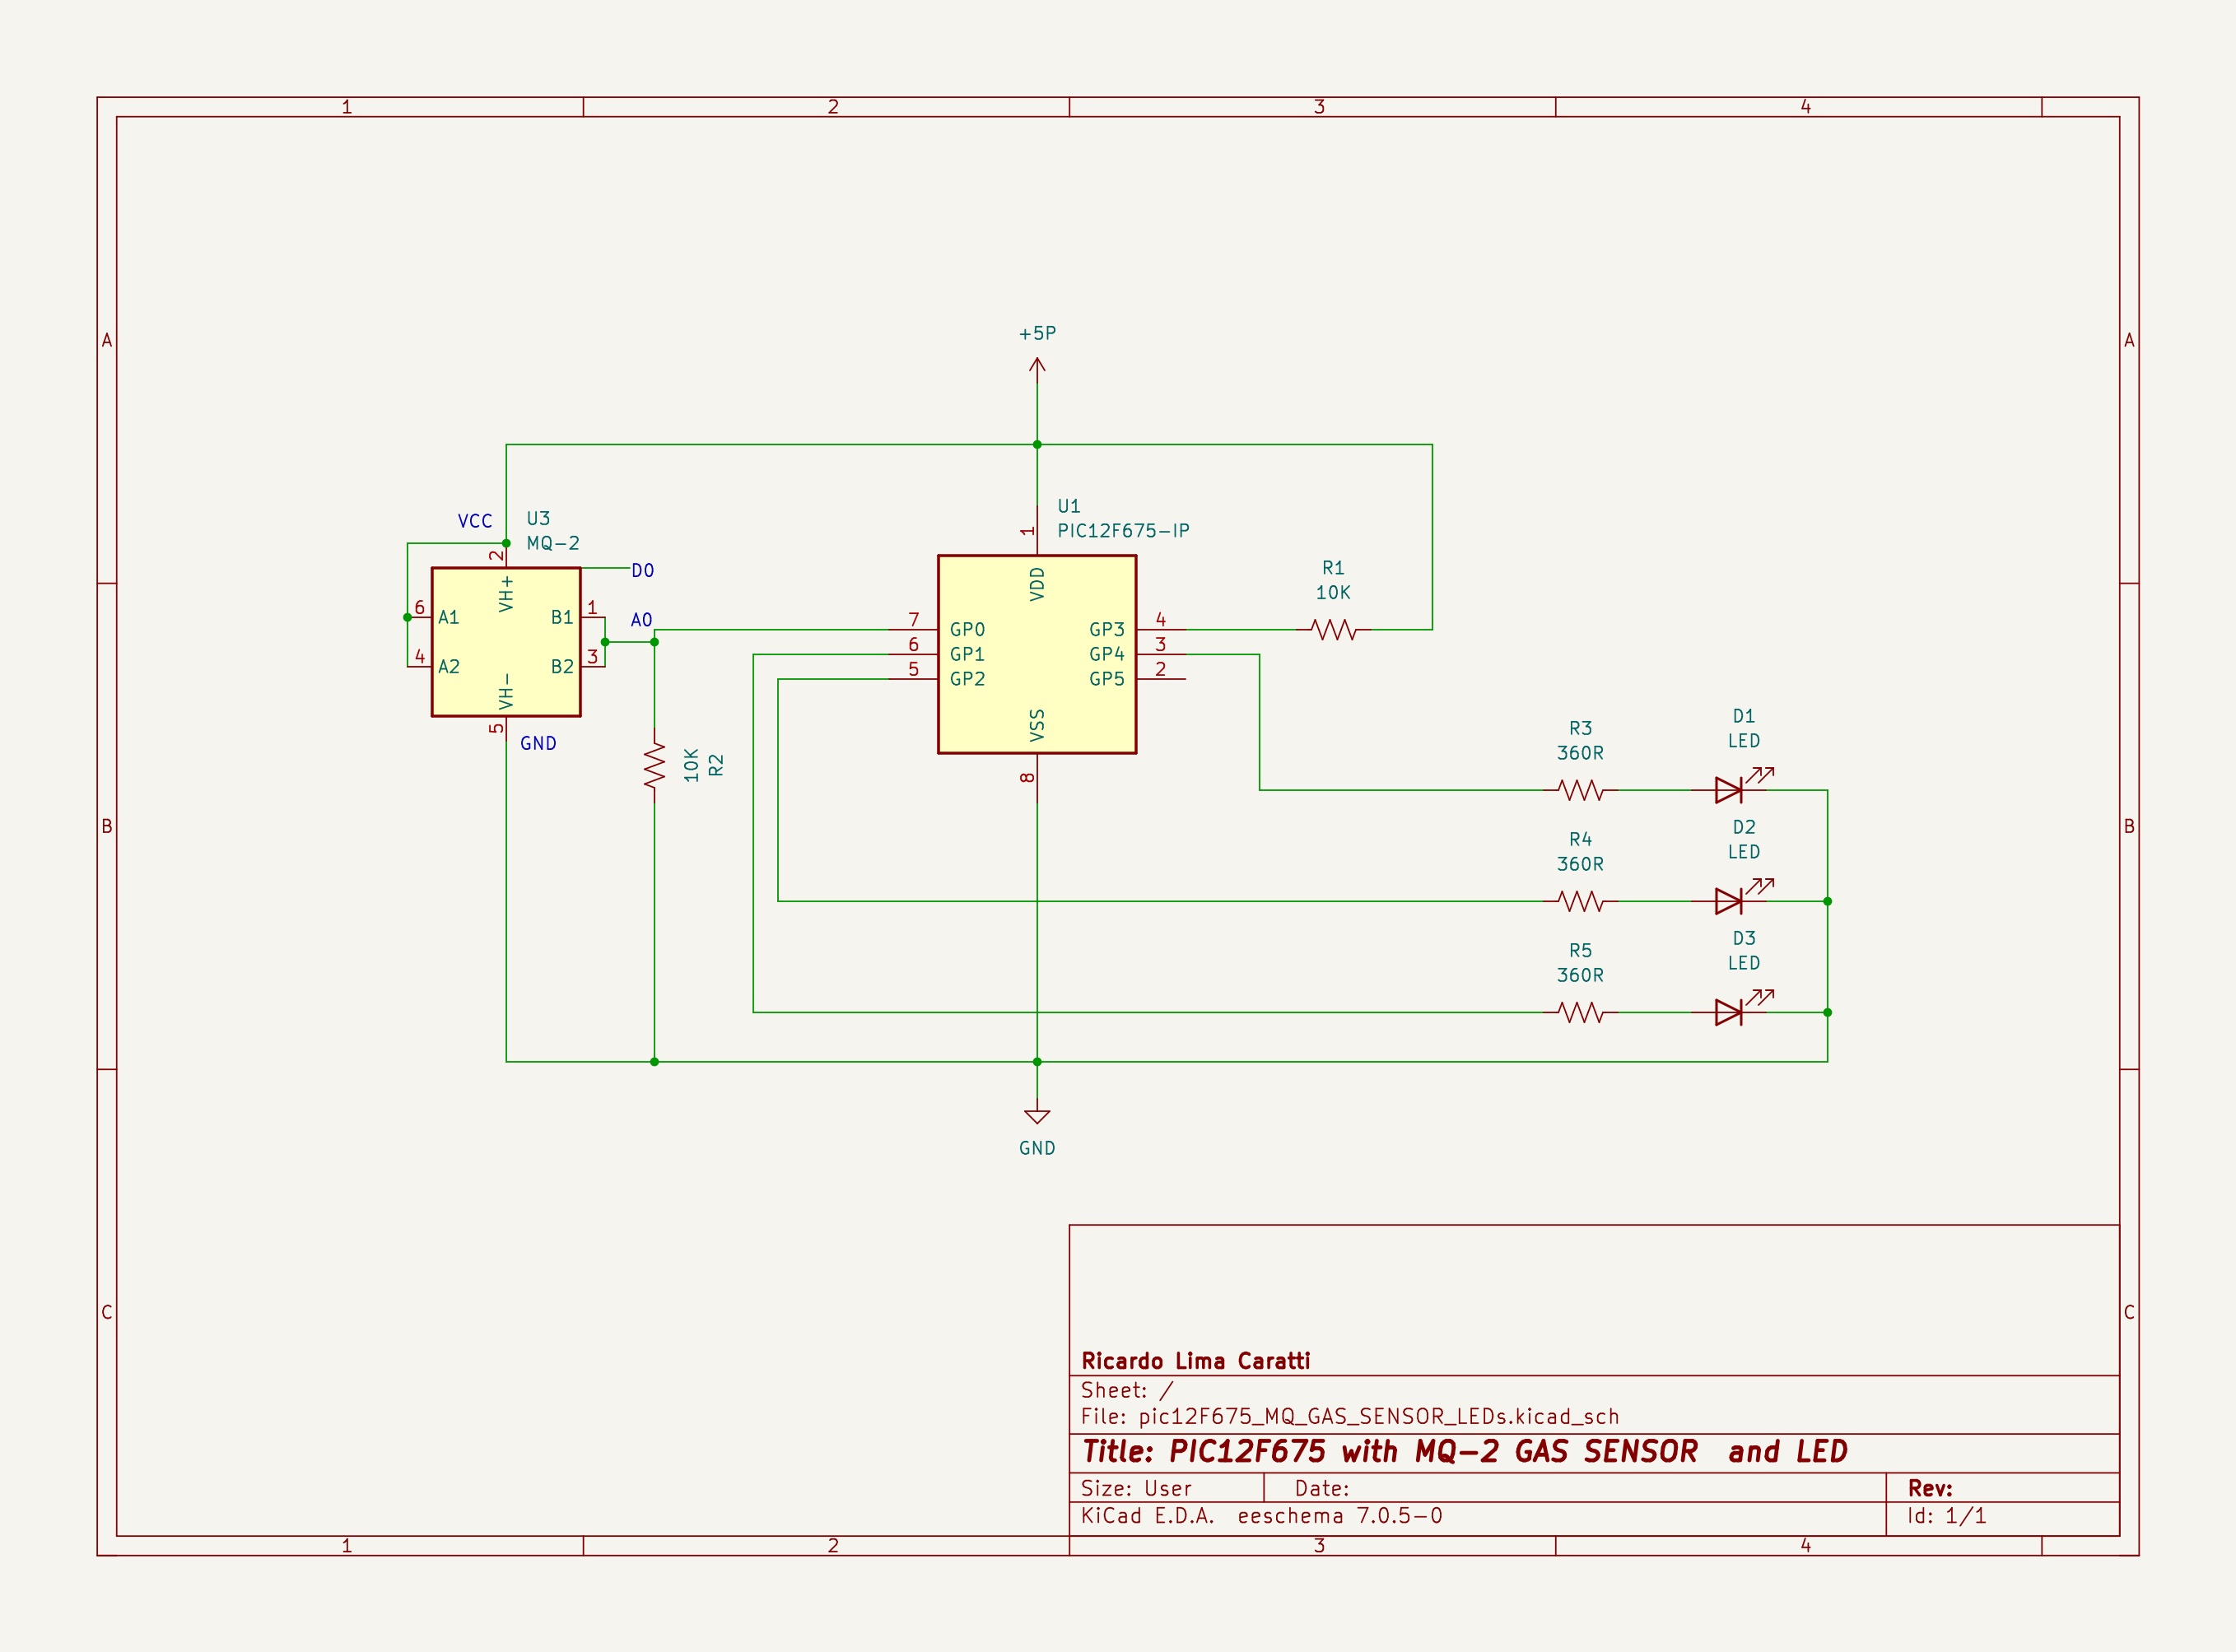 1 2 3 4
A A
+5P
VCC
U3
MQ-2
U1
PIC12F675-IP
2
VH+
D0
1
VDD
R1
10K
6 A1
B1 1
A0
7 GP0
GP3 4
6 GP1
GP4 3
4 A2
B2 3
5 GP2
GP5 2
VH-
5
GND
VSS
8
10K
R2
R3
360R
D1
LED
B B
R4
360R
D2
LED
R5
360R
D3
LED
GND
C C
Ricardo Lima Caratti
Sheet: /
File: pic12F675_MQ_GAS_SENSOR_LEDs.kicad_sch
Title: PIC12F675 with MQ-2 GAS SENSOR  and LED
Size: User Date: Rev:
KiCad E.D.A.  eeschema 7.0.5-0 Id: 1/1
1 2 3 4